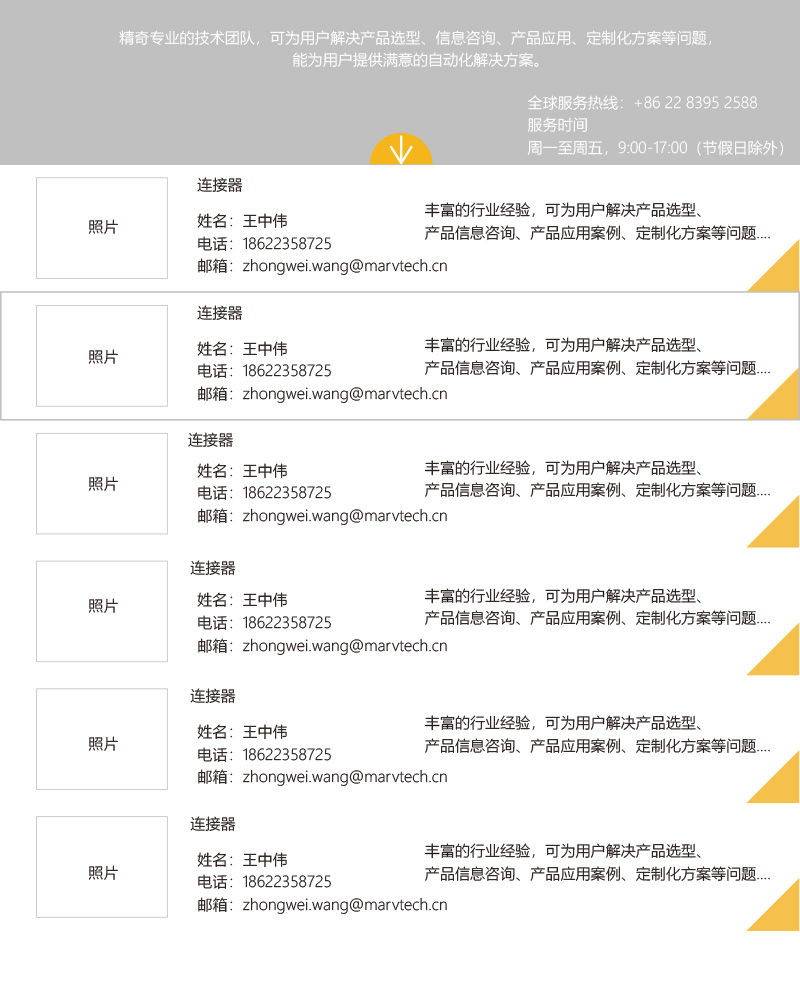 精奇专业的技术团队，可为用户解决产品选型、信息咨询、产品应用、定制化方案等问题，
能为用户提供满意的自动化解决方案。
全球服务热线：+86 22 8395 2588
服务时间
周一至周五，9:00-17:00（节假日除外）
照片
连接器
姓名：王中伟
电话：18622358725
邮箱：zhongwei.wang@marvtech.cn
丰富的行业经验，可为用户解决产品选型、
产品信息咨询、产品应用案例、定制化方案等问题....
照片
连接器
姓名：王中伟
电话：18622358725
邮箱：zhongwei.wang@marvtech.cn
丰富的行业经验，可为用户解决产品选型、
产品信息咨询、产品应用案例、定制化方案等问题....
照片
连接器
姓名：王中伟
电话：18622358725
邮箱：zhongwei.wang@marvtech.cn
丰富的行业经验，可为用户解决产品选型、
产品信息咨询、产品应用案例、定制化方案等问题....
照片
连接器
姓名：王中伟
电话：18622358725
邮箱：zhongwei.wang@marvtech.cn
丰富的行业经验，可为用户解决产品选型、
产品信息咨询、产品应用案例、定制化方案等问题....
照片
连接器
姓名：王中伟
电话：18622358725
邮箱：zhongwei.wang@marvtech.cn
丰富的行业经验，可为用户解决产品选型、
产品信息咨询、产品应用案例、定制化方案等问题....
照片
连接器
姓名：王中伟
电话：18622358725
邮箱：zhongwei.wang@marvtech.cn
丰富的行业经验，可为用户解决产品选型、
产品信息咨询、产品应用案例、定制化方案等问题....